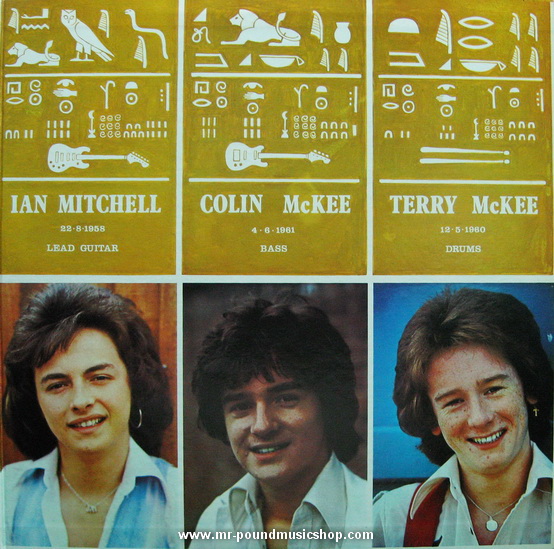 IAN MITCHELL
22-8-1958
LEAD GUITAR
COLIN McKEE
4-6-1961
BASS
TERRY McKEE
12-5-1960
DRUMS
www.mr-poundmusicshop.com